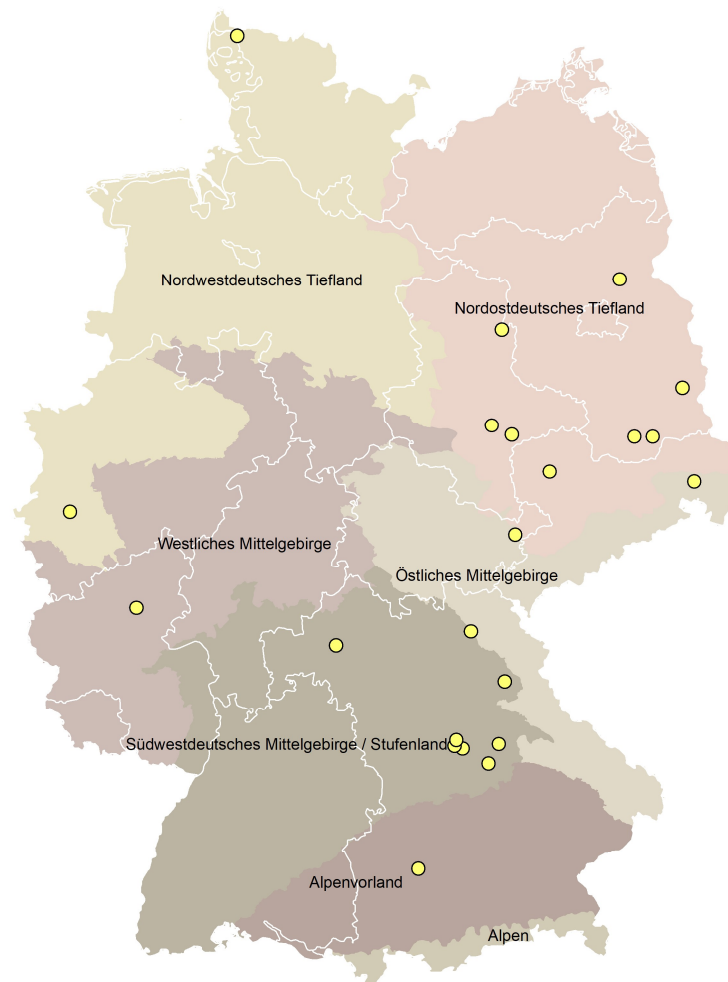 Nordwestdeutsches Tiefland
Nordostdeutsches Tiefland
Westliches Mittelgebirge
Östliches Mittelgebirge
Südwestdeutsches Mittelgebirge / Stufenland
Alpenvorland
Alpen